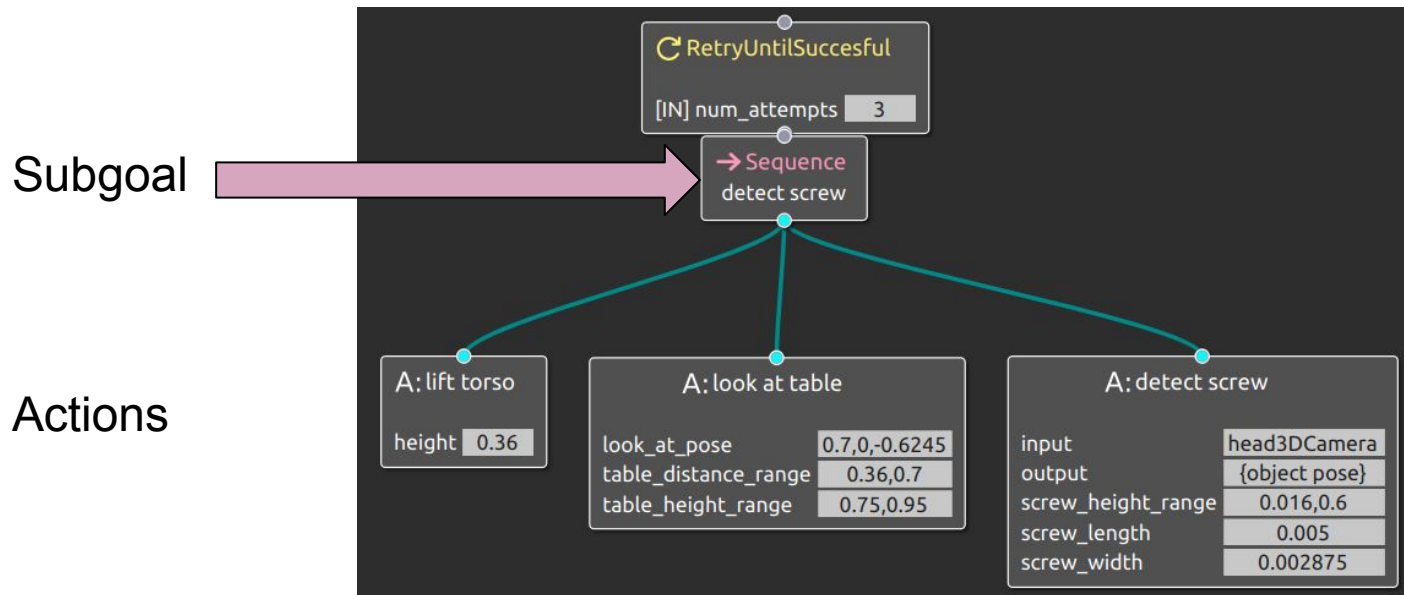 RetryUntilSuccesful
[IN] num_attempts 3
Subgoal
Sequence
detect screw
Actions
A: lift torso
height 0.36
A: look at table
look_at_pose 0.7,0,-0.6245
table_distance_range 0.36,0.7
table_height_range 0.75,0.95
A: detect screw
input head3DCamera
output {object pose}
screw_height_range 0.016,0.6
screw_length 0.005
screw_width 0.002875